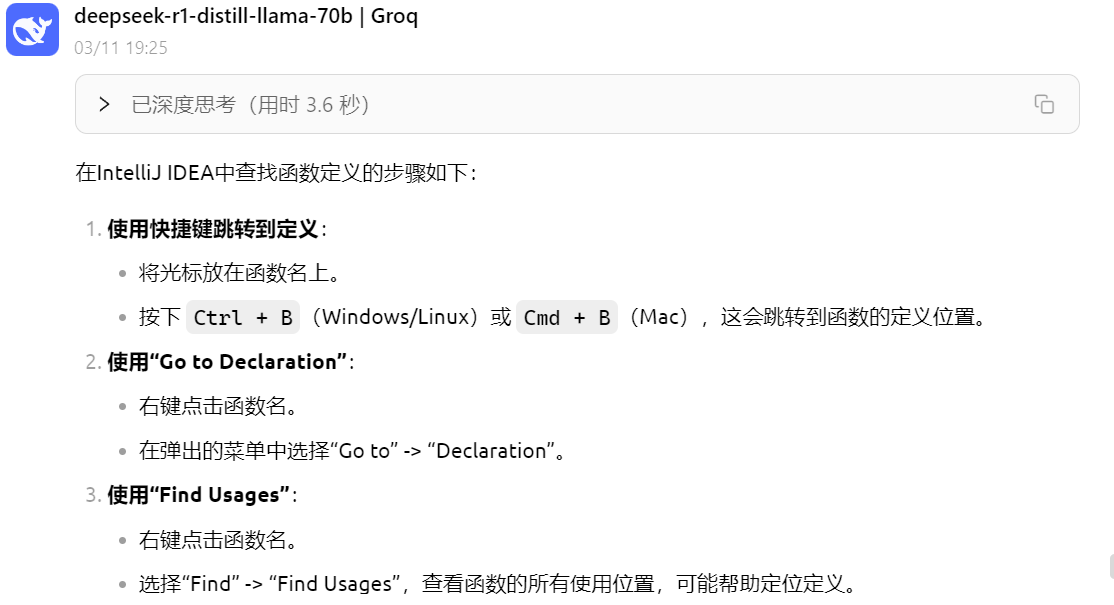 deepseek-r1-distill-llama-70b | Groq
03/11 19:25
已深度思考（用时 3.6 秒）
在IntelliJ IDEA中查找函数定义的步骤如下：
1. 使用快捷键跳转到定义：
• 将光标放在函数名上。
• 按下 Ctrl + B（Windows/Linux）或 Cmd + B（Mac），这会跳转到函数的定义位置。
2. 使用“Go to Declaration”：
• 右键点击函数名。
• 在弹出的菜单中选择“Go to” -> “Declaration”。
3. 使用“Find Usages”：
• 右键点击函数名。
• 选择“Find” -> “Find Usages”，查看函数的所有使用位置，可能帮助定位定义。